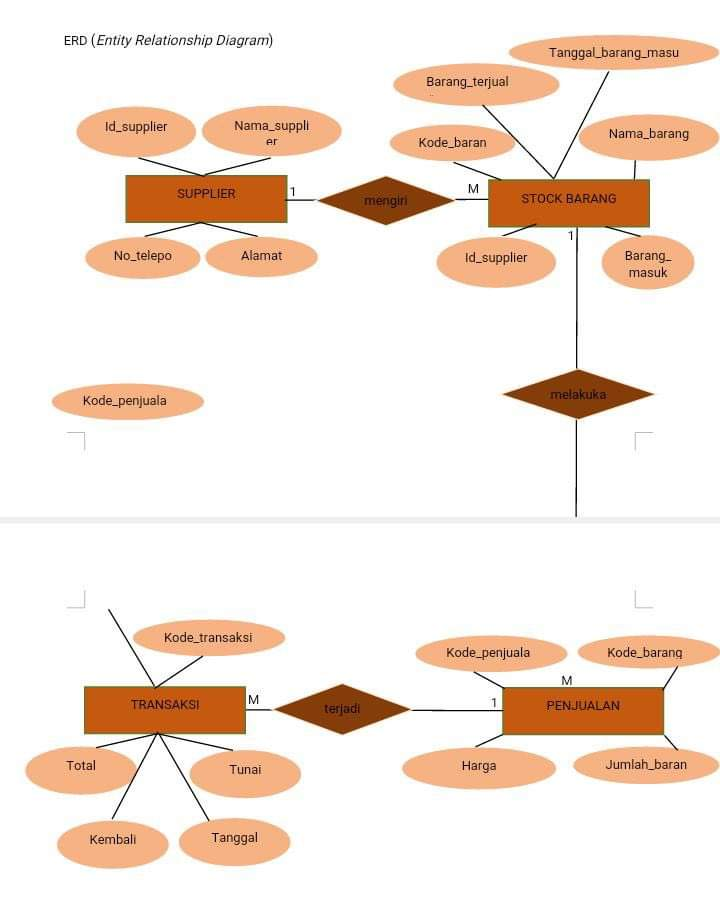 ERD (Entity Relationship Diagram)
Tanggal_barang_masu
Barang_terjual
Id_supplier
Nama_suppli
er
Kode_baran
Nama_barang
SUPPLIER
1
mengiri
M
STOCK BARANG
No_telepo
Alamat
Id_supplier
1
Barang_
masuk
melakuka
Kode_penjuala
Kode_transaksi
Kode_penjuala
Kode_barang
TRANSAKSI
M
terjadi
1
M
PENJUALAN
Total
Tunai
Harga
Jumlah_baran
Kembali
Tanggal